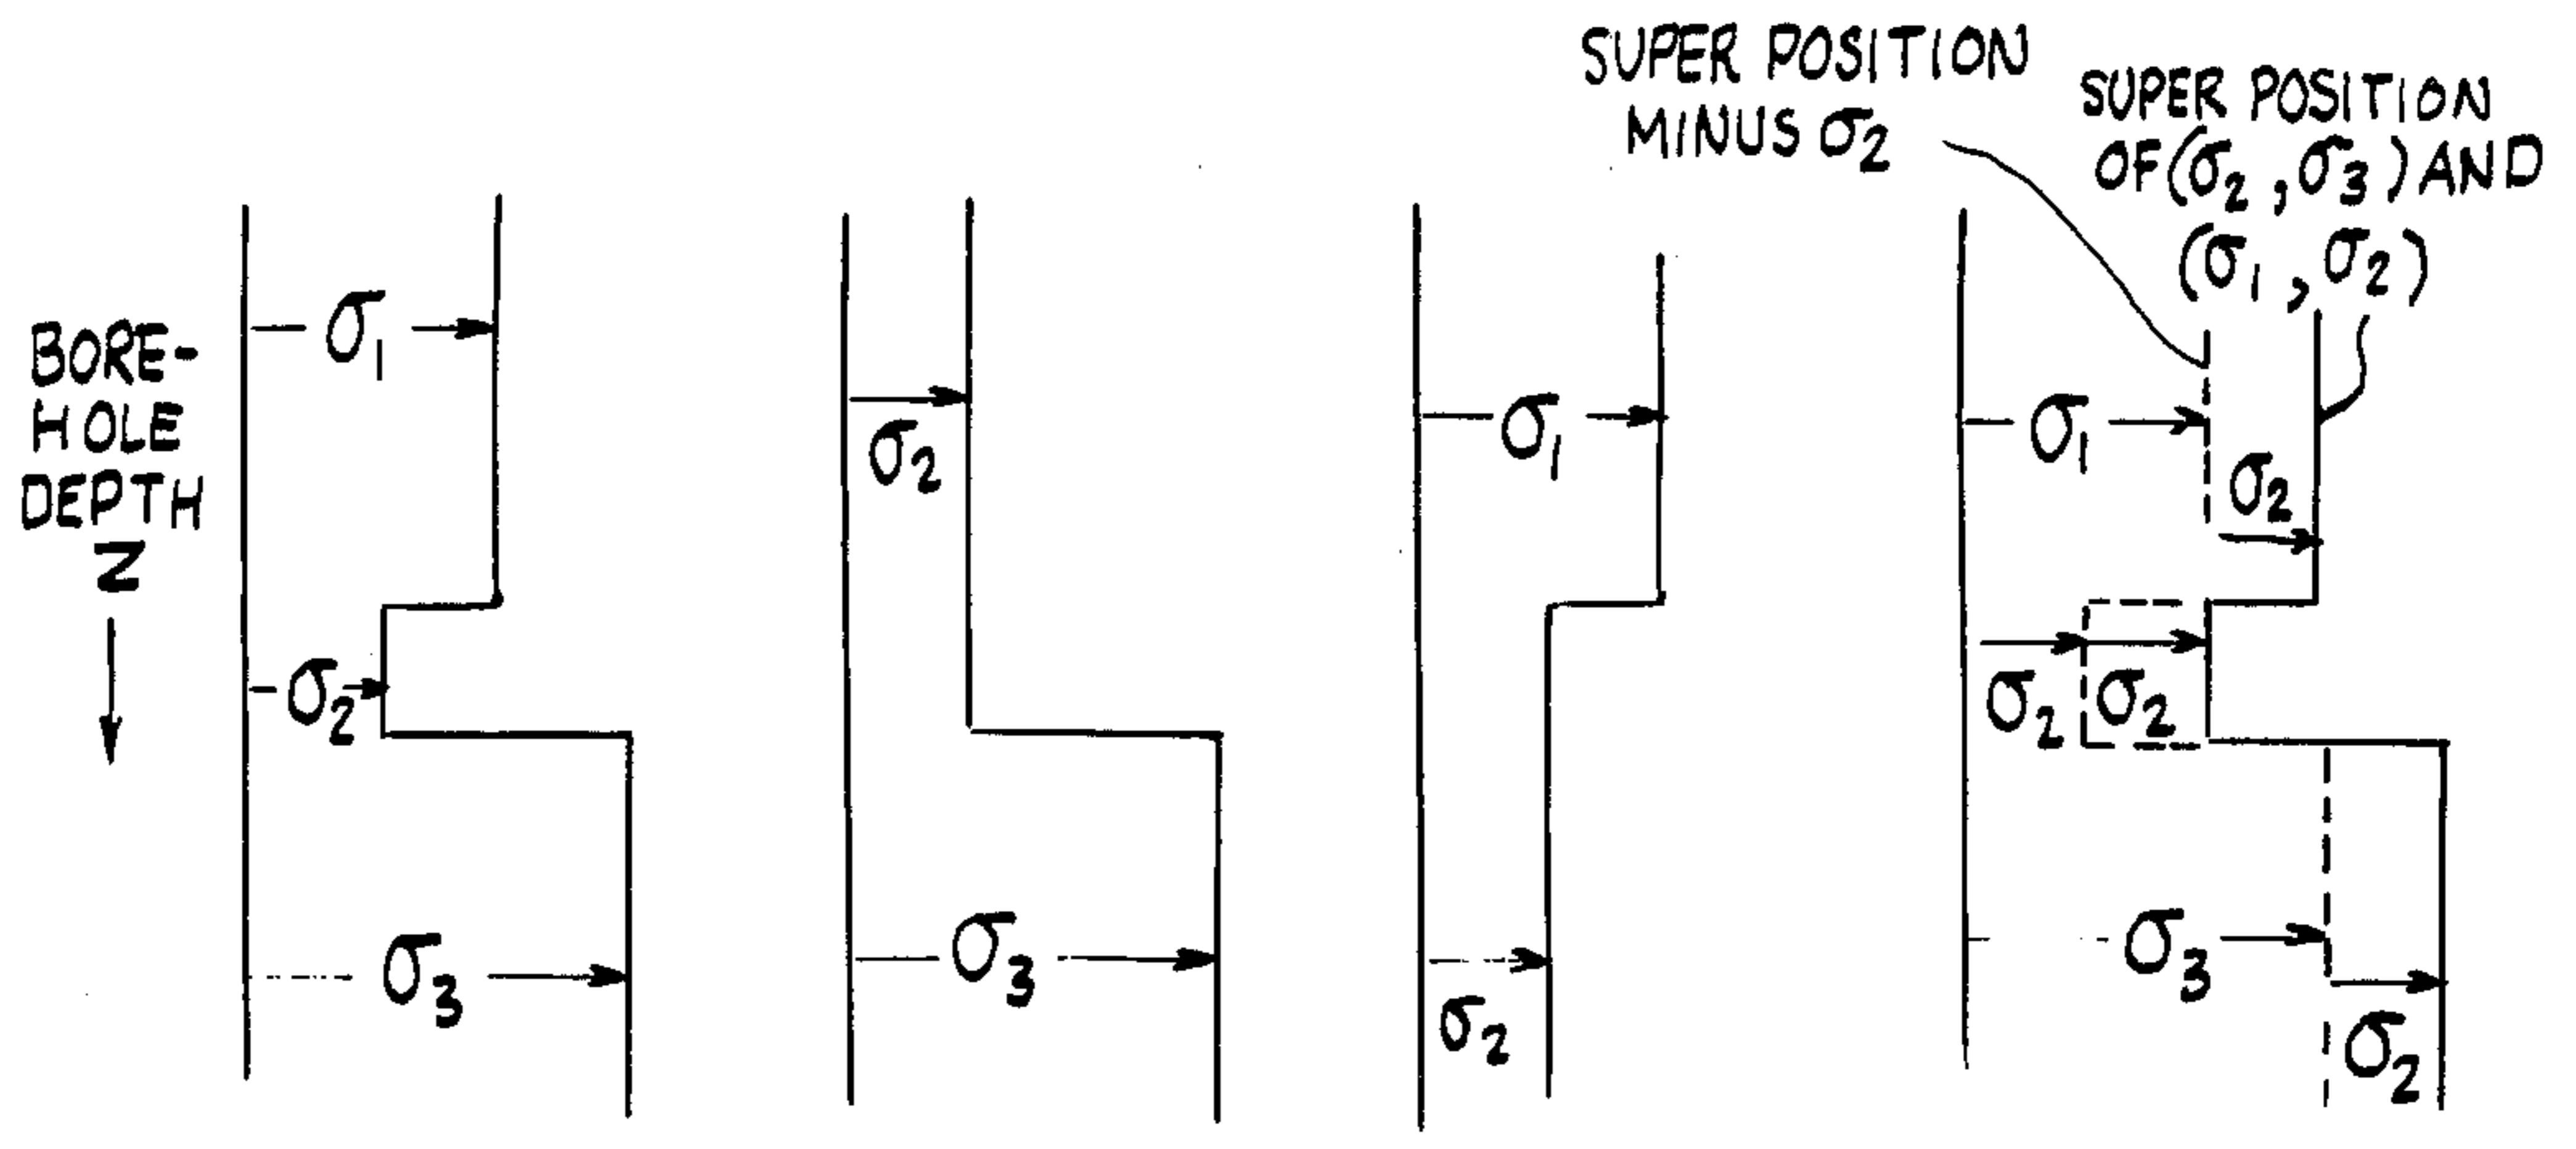 SUPER POSITION
MINUS σ2
SUPER POSITION
OF (σ2, σ3) AND
(σ1, σ2)
BORE-
HOLE
DEPTH
Z
σ1
σ2
σ3
σ2
σ3
σ1
σ2
σ1
σ2
σ2
σ2
σ3
σ2